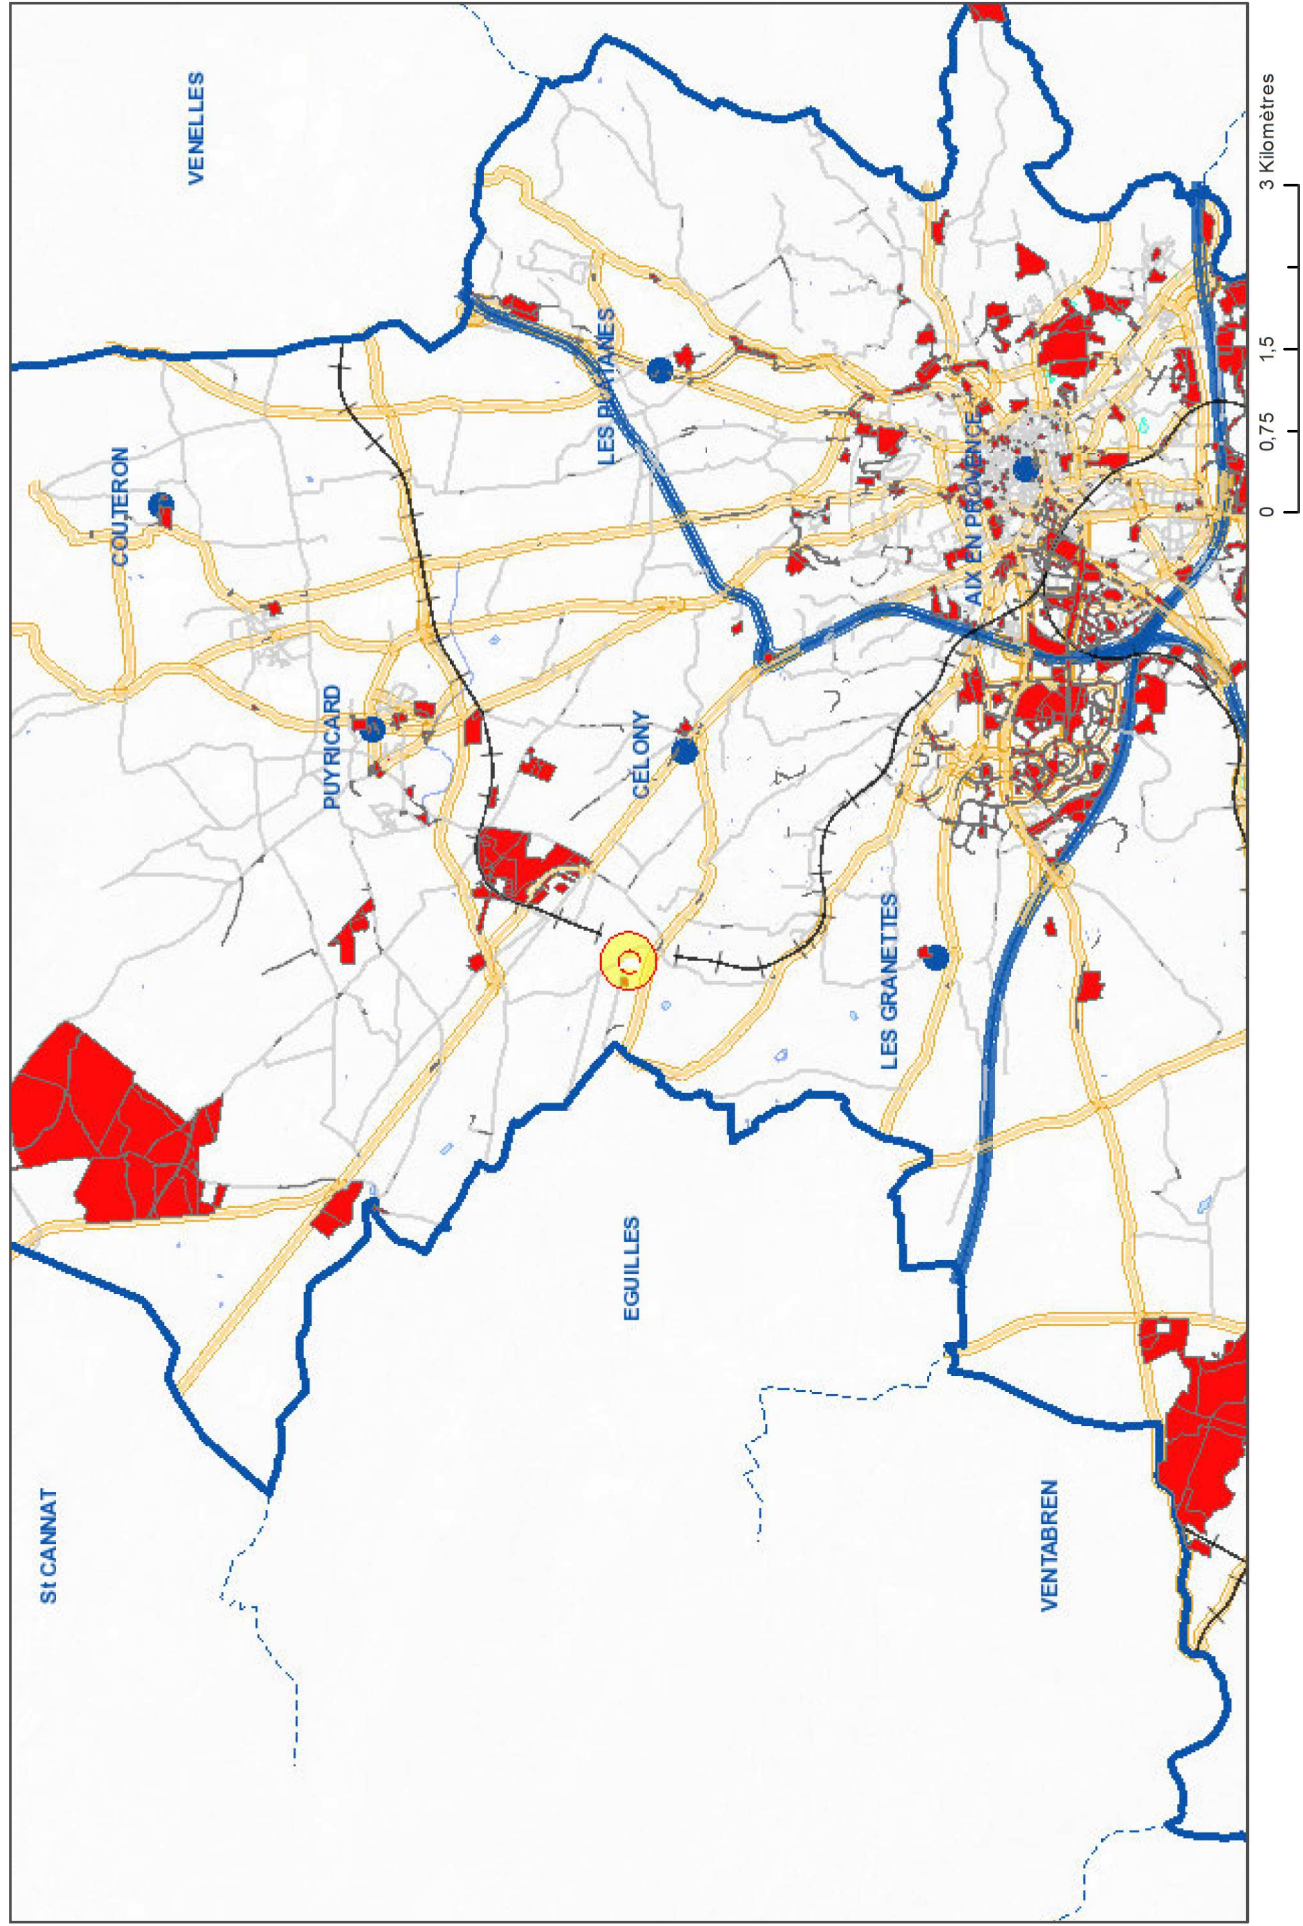 St CANNAT
COUTERON
VENELLES
PUYRICARD
EGUILLES
CELONY
LES PLATANES
LES GRANETTES
AIX EN PROVENCE
VENTABREN
0 0,75 1,5 3 Kilomètres